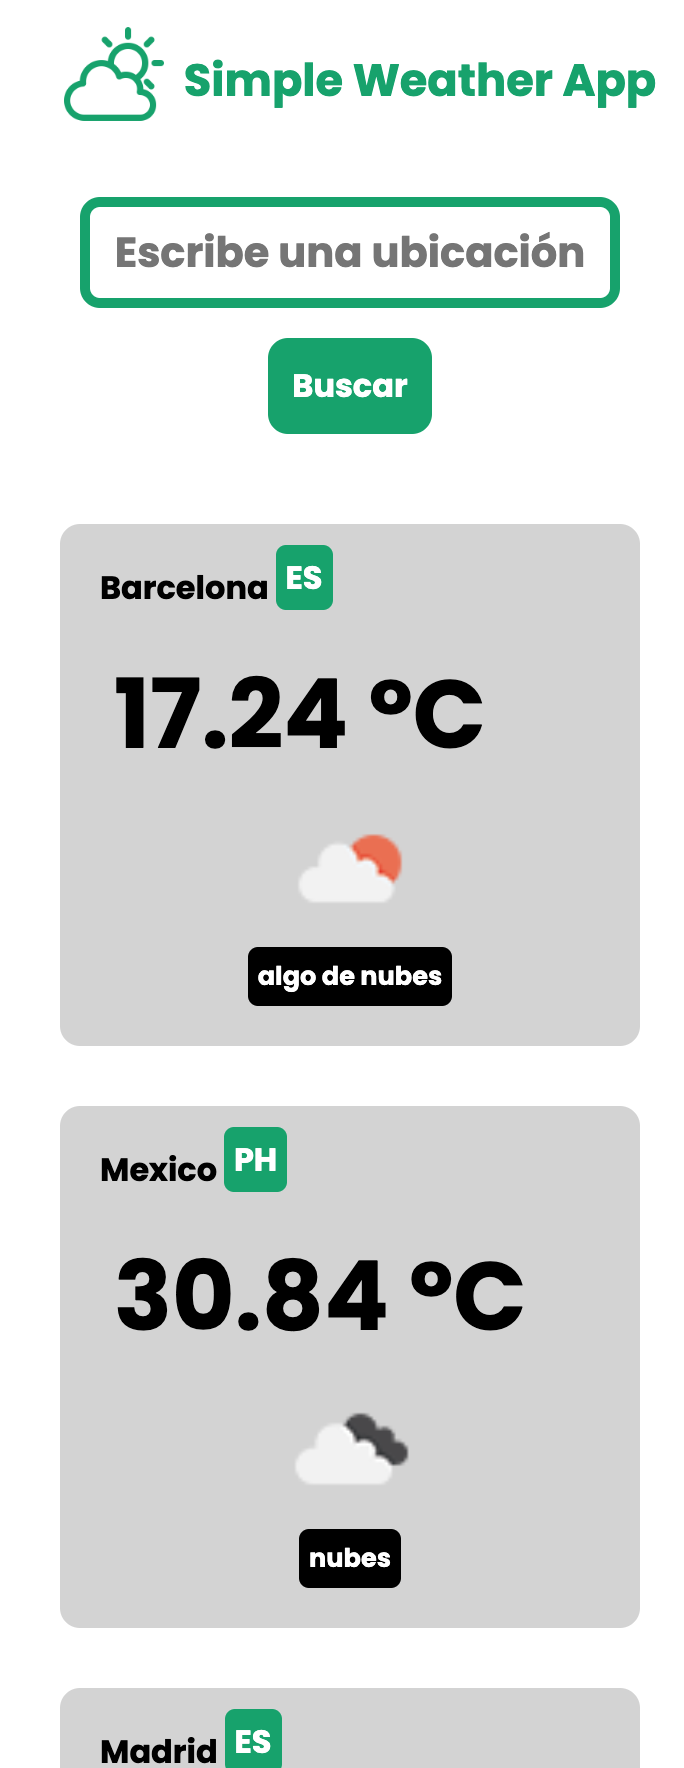 Simple Weather App
Escribe una ubicación
Buscar
Barcelona ES
17.24 °C
algo de nubes
Mexico PH
30.84 °C
nubes
Madrid ES